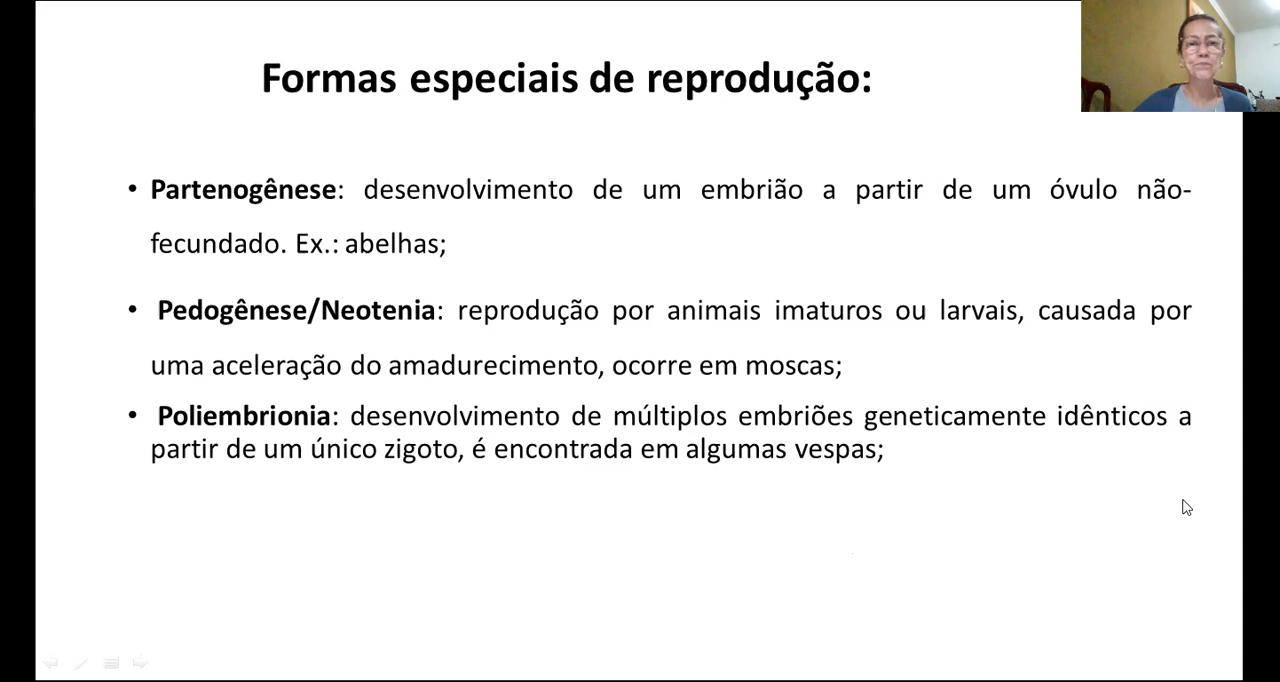 Formas especiais de reprodução:
• Partenogênese: desenvolvimento de um embrião a partir de um óvulo não-
fecundado. Ex.: abelhas;
• Pedogênese/Neotenia: reprodução por animais imaturos ou larvais, causada por
uma aceleração do amadurecimento, ocorre em moscas;
• Poliembrionia: desenvolvimento de múltiplos embriões geneticamente idênticos a
partir de um único zigoto, é encontrada em algumas vespas;